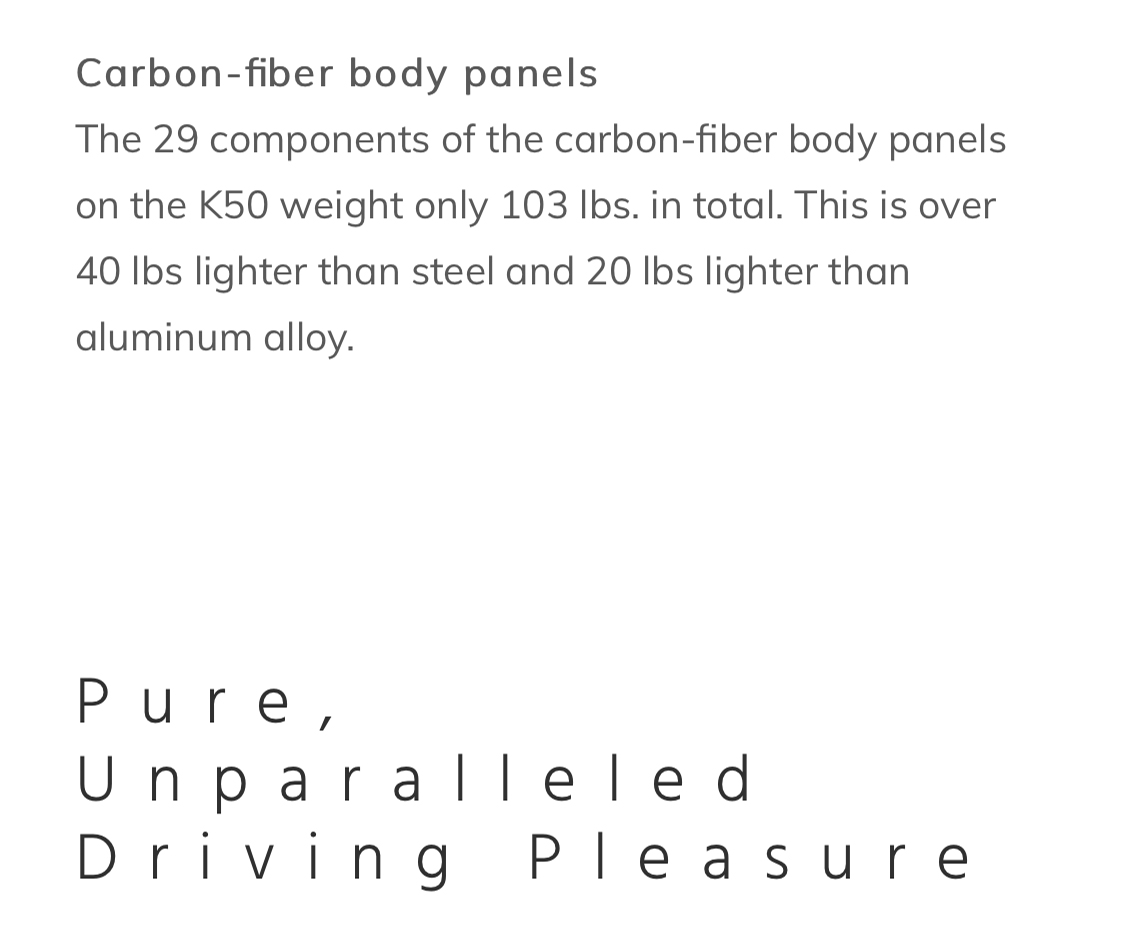 Carbon-fiber body panels
The 29 components of the carbon-fiber body panels
on the K50 weight only 103 lbs. in total. This is over
40 lbs lighter than steel and 20 lbs lighter than
aluminum alloy.
Pure,
Unparalleled
Driving Pleasure